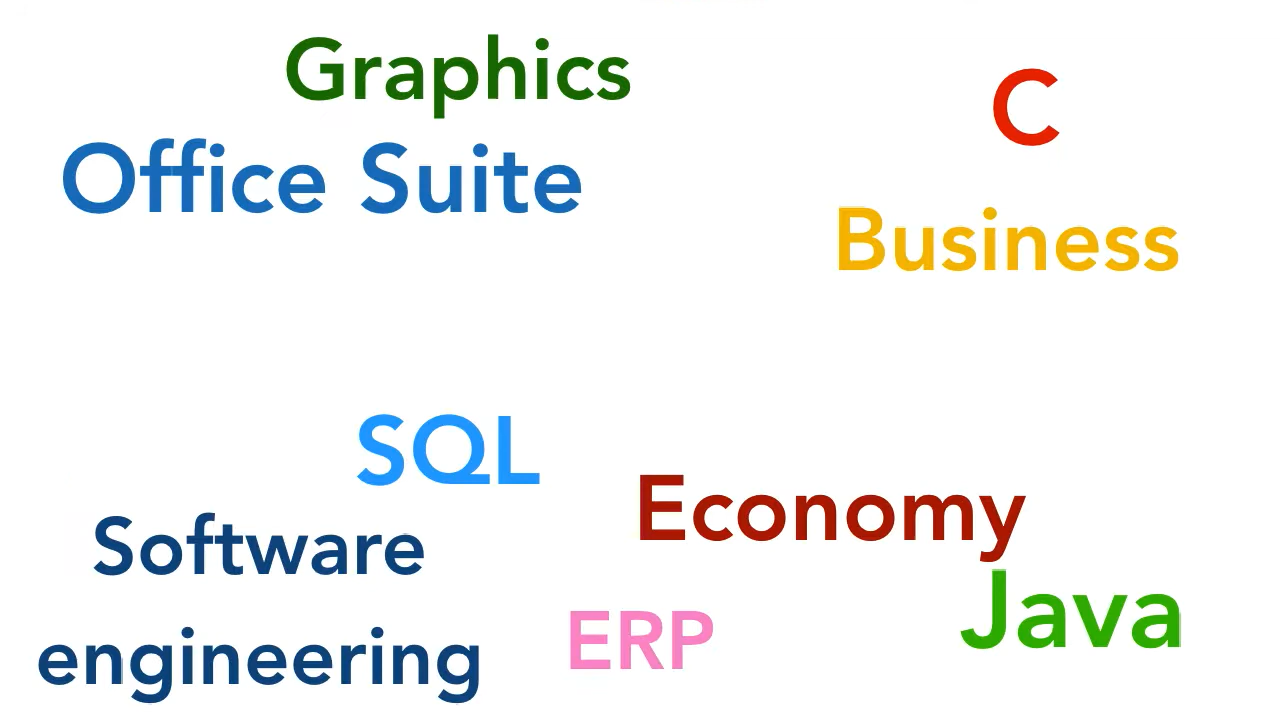 Graphics
C
Office Suite
Business
SQL
Economy
Software
engineering
ERP
Java